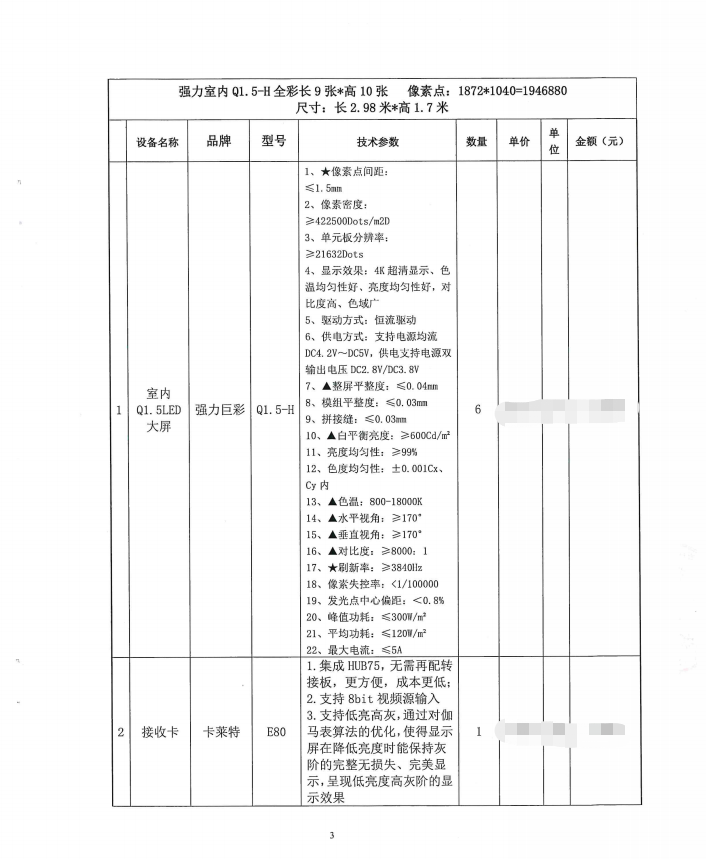 强力室内 Q1.5-H 全彩长 9 张*高 10 张 像素点：1872*1040=1946880
尺寸：长 2.98 米*高 1.7 米
设备名称 品牌 型号 技术参数 数量 单价 单位 金额（元）
1 室内Q1.5LED大屏 强力巨彩 Q1.5-H 6
1、★像素点间距：
≤1.5mm
2、像素密度：
≥422500Dots/m2D
3、单元板分辨率：
≥21632Dots
4、显示效果：4K 超清显示、色
温均匀性好、亮度均匀性好，对
比度高、色域广
5、驱动方式：恒流驱动
6、供电方式：支持电源均流
DC4.2V～DC5V，供电支持电源双
输出电压 DC2.8V/DC3.8V
7、▲整屏平整度：≤0.04mm
8、模组平整度：≤0.03mm
9、拼接缝：≤0.03mm
10、▲白平衡亮度：≥600Cd/m²
11、亮度均匀性：≥99%
12、色度均匀性：±0.001Cx、
Cy 内
13、▲色温：800-18000K
14、▲水平视角：≥170°
15、▲垂直视角：≥170°
16、▲对比度：≥8000：1
17、★刷新率：≥3840Hz
18、像素失控率：<1/100000
19、发光点中心偏距：＜0.8%
20、峰值功耗：≤300W/m²
21、平均功耗：≤120W/m²
22、最大电流：≤5A
2 接收卡 卡莱特 E80 1
1.集成 HUB75，无需再配转
接板，更方便，成本更低；
2.支持 8bit 视频源输入
3.支持低亮高灰，通过对伽
马表算法的优化，使得显示
屏在降低亮度时能保持灰
阶的完整无损失、完美显
示，呈现低亮度高灰阶的显
示效果
3